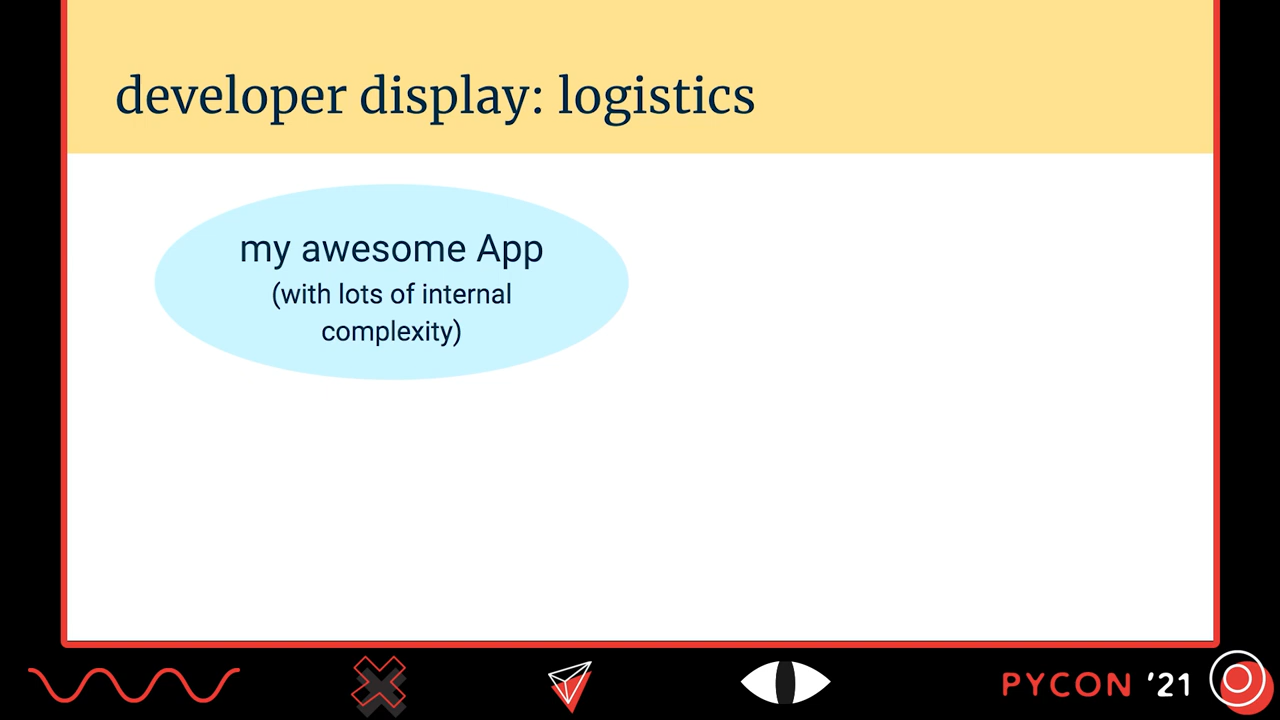 developer display: logistics
my awesome App
(with lots of internal
complexity)
PYCON '21